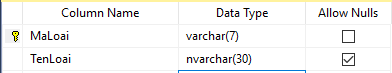 Column Name Data Type Allow Nulls
MaLoai varchar(7)
TenLoai nvarchar(30)